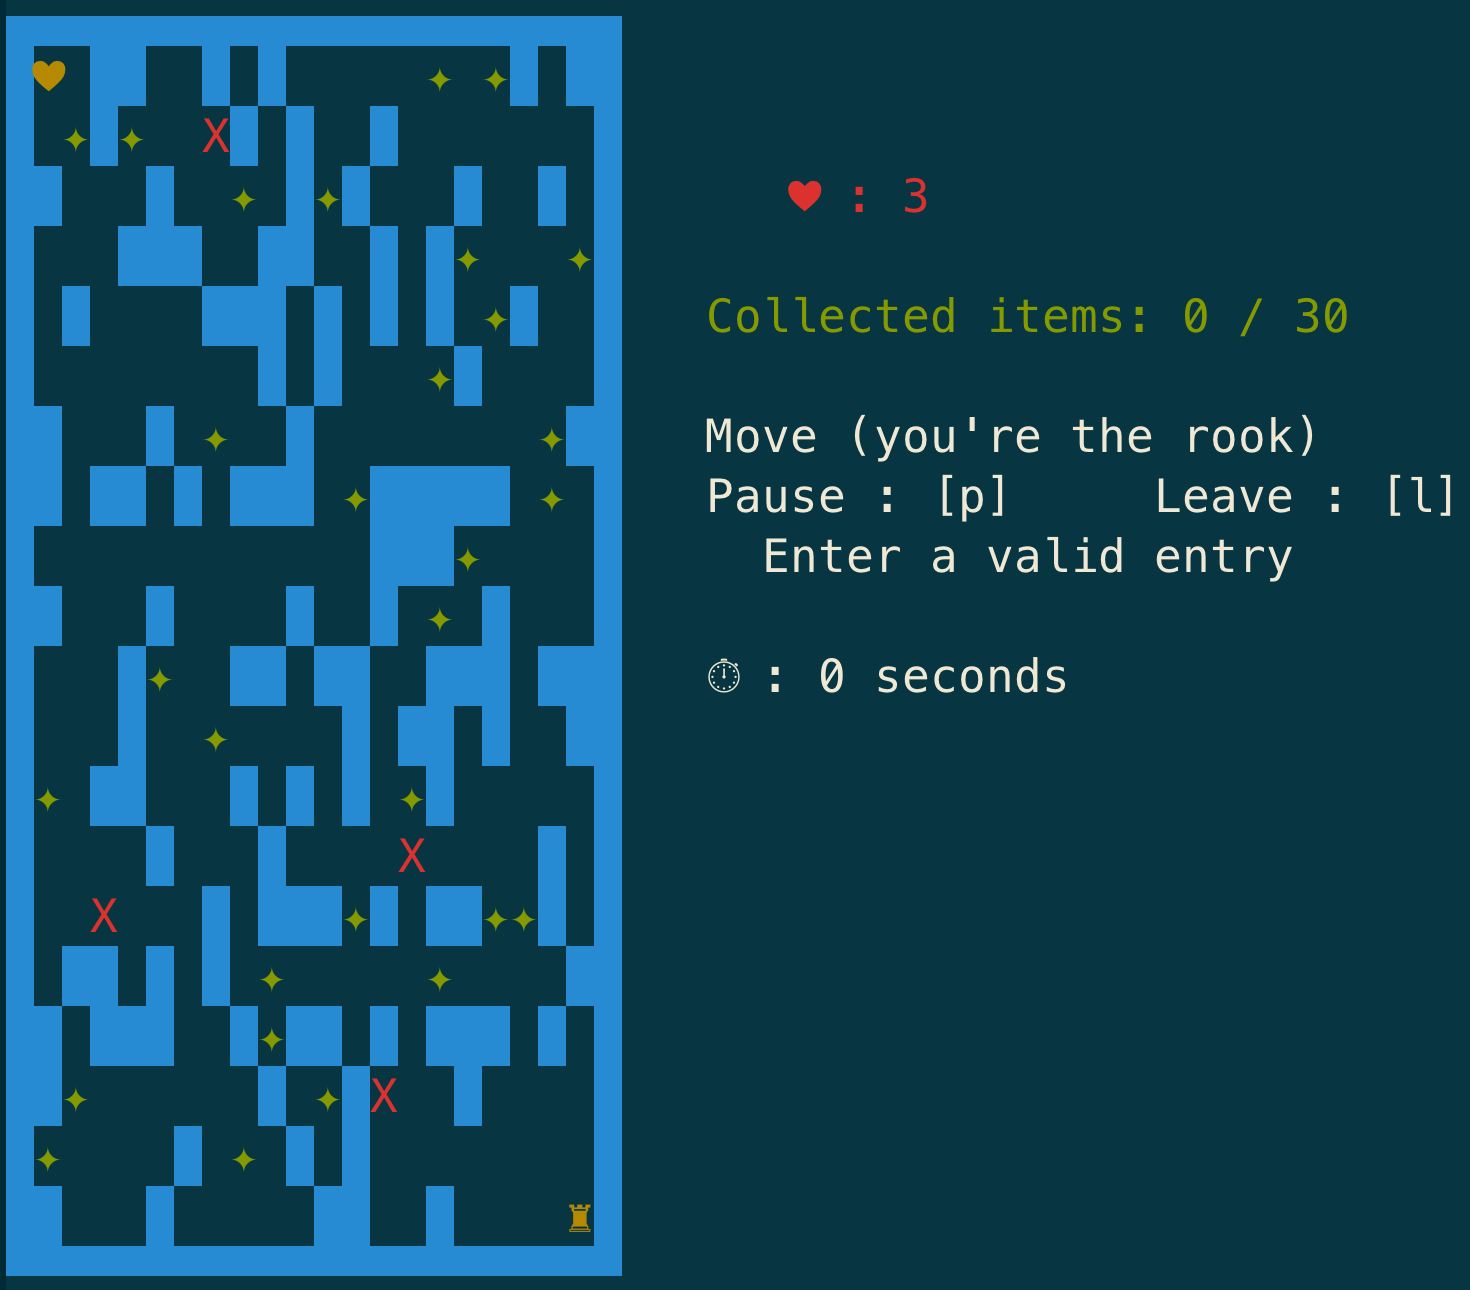 X
♥ : 3
Collected items: 0 / 30
Move (you're the rook)
Pause : [p] Leave : [l]
Enter a valid entry
⏱ : 0 seconds
X
X
X